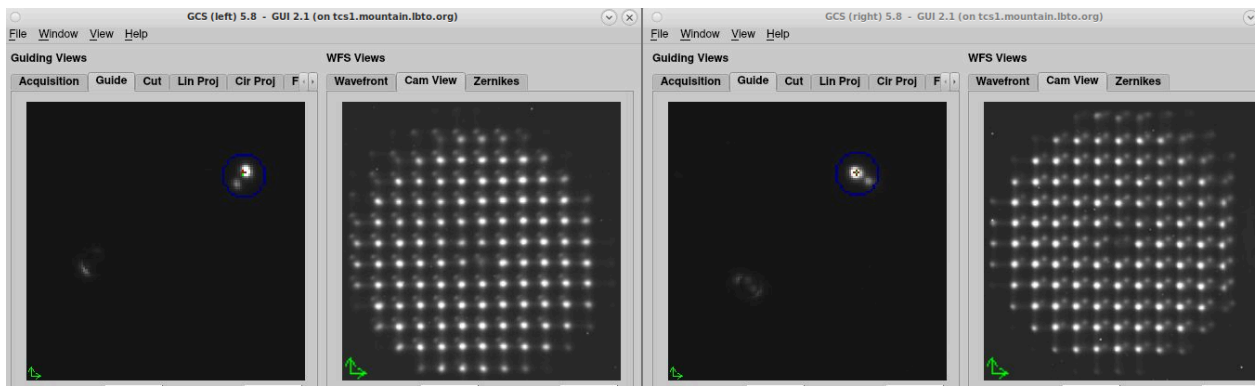 GCS (left) 5.8 - GUI 2.1 (on tcs1.mountain.lbto.org)
File Window View Help
Guiding Views
WFS Views
Acquisition Guide Cut Lin Proj Cir Proj F
Wavefront Cam View Zernikes
GCS (right) 5.8 - GUI 2.1 (on tcs1.mountain.lbto.org)
File Window View Help
Guiding Views
WFS Views
Acquisition Guide Cut Lin Proj Cir Proj F
Wavefront Cam View Zernikes